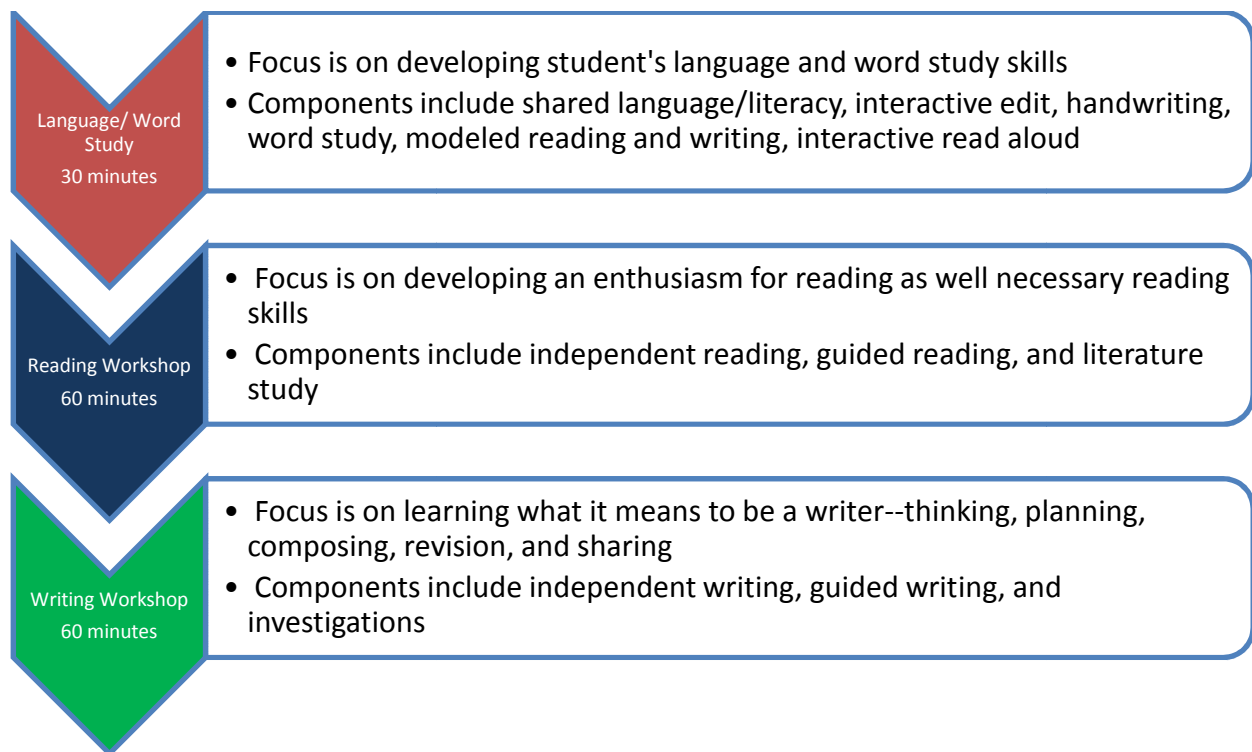 Language/ Word
Study
30 minutes
• Focus is on developing student's language and word study skills
• Components include shared language/literacy, interactive edit, handwriting,
word study, modeled reading and writing, interactive read aloud
Reading Workshop
60 minutes
• Focus is on developing an enthusiasm for reading as well necessary reading
skills
• Components include independent reading, guided reading, and literature
study
Writing Workshop
60 minutes
• Focus is on learning what it means to be a writer--thinking, planning,
composing, revision, and sharing
• Components include independent writing, guided writing, and
investigations